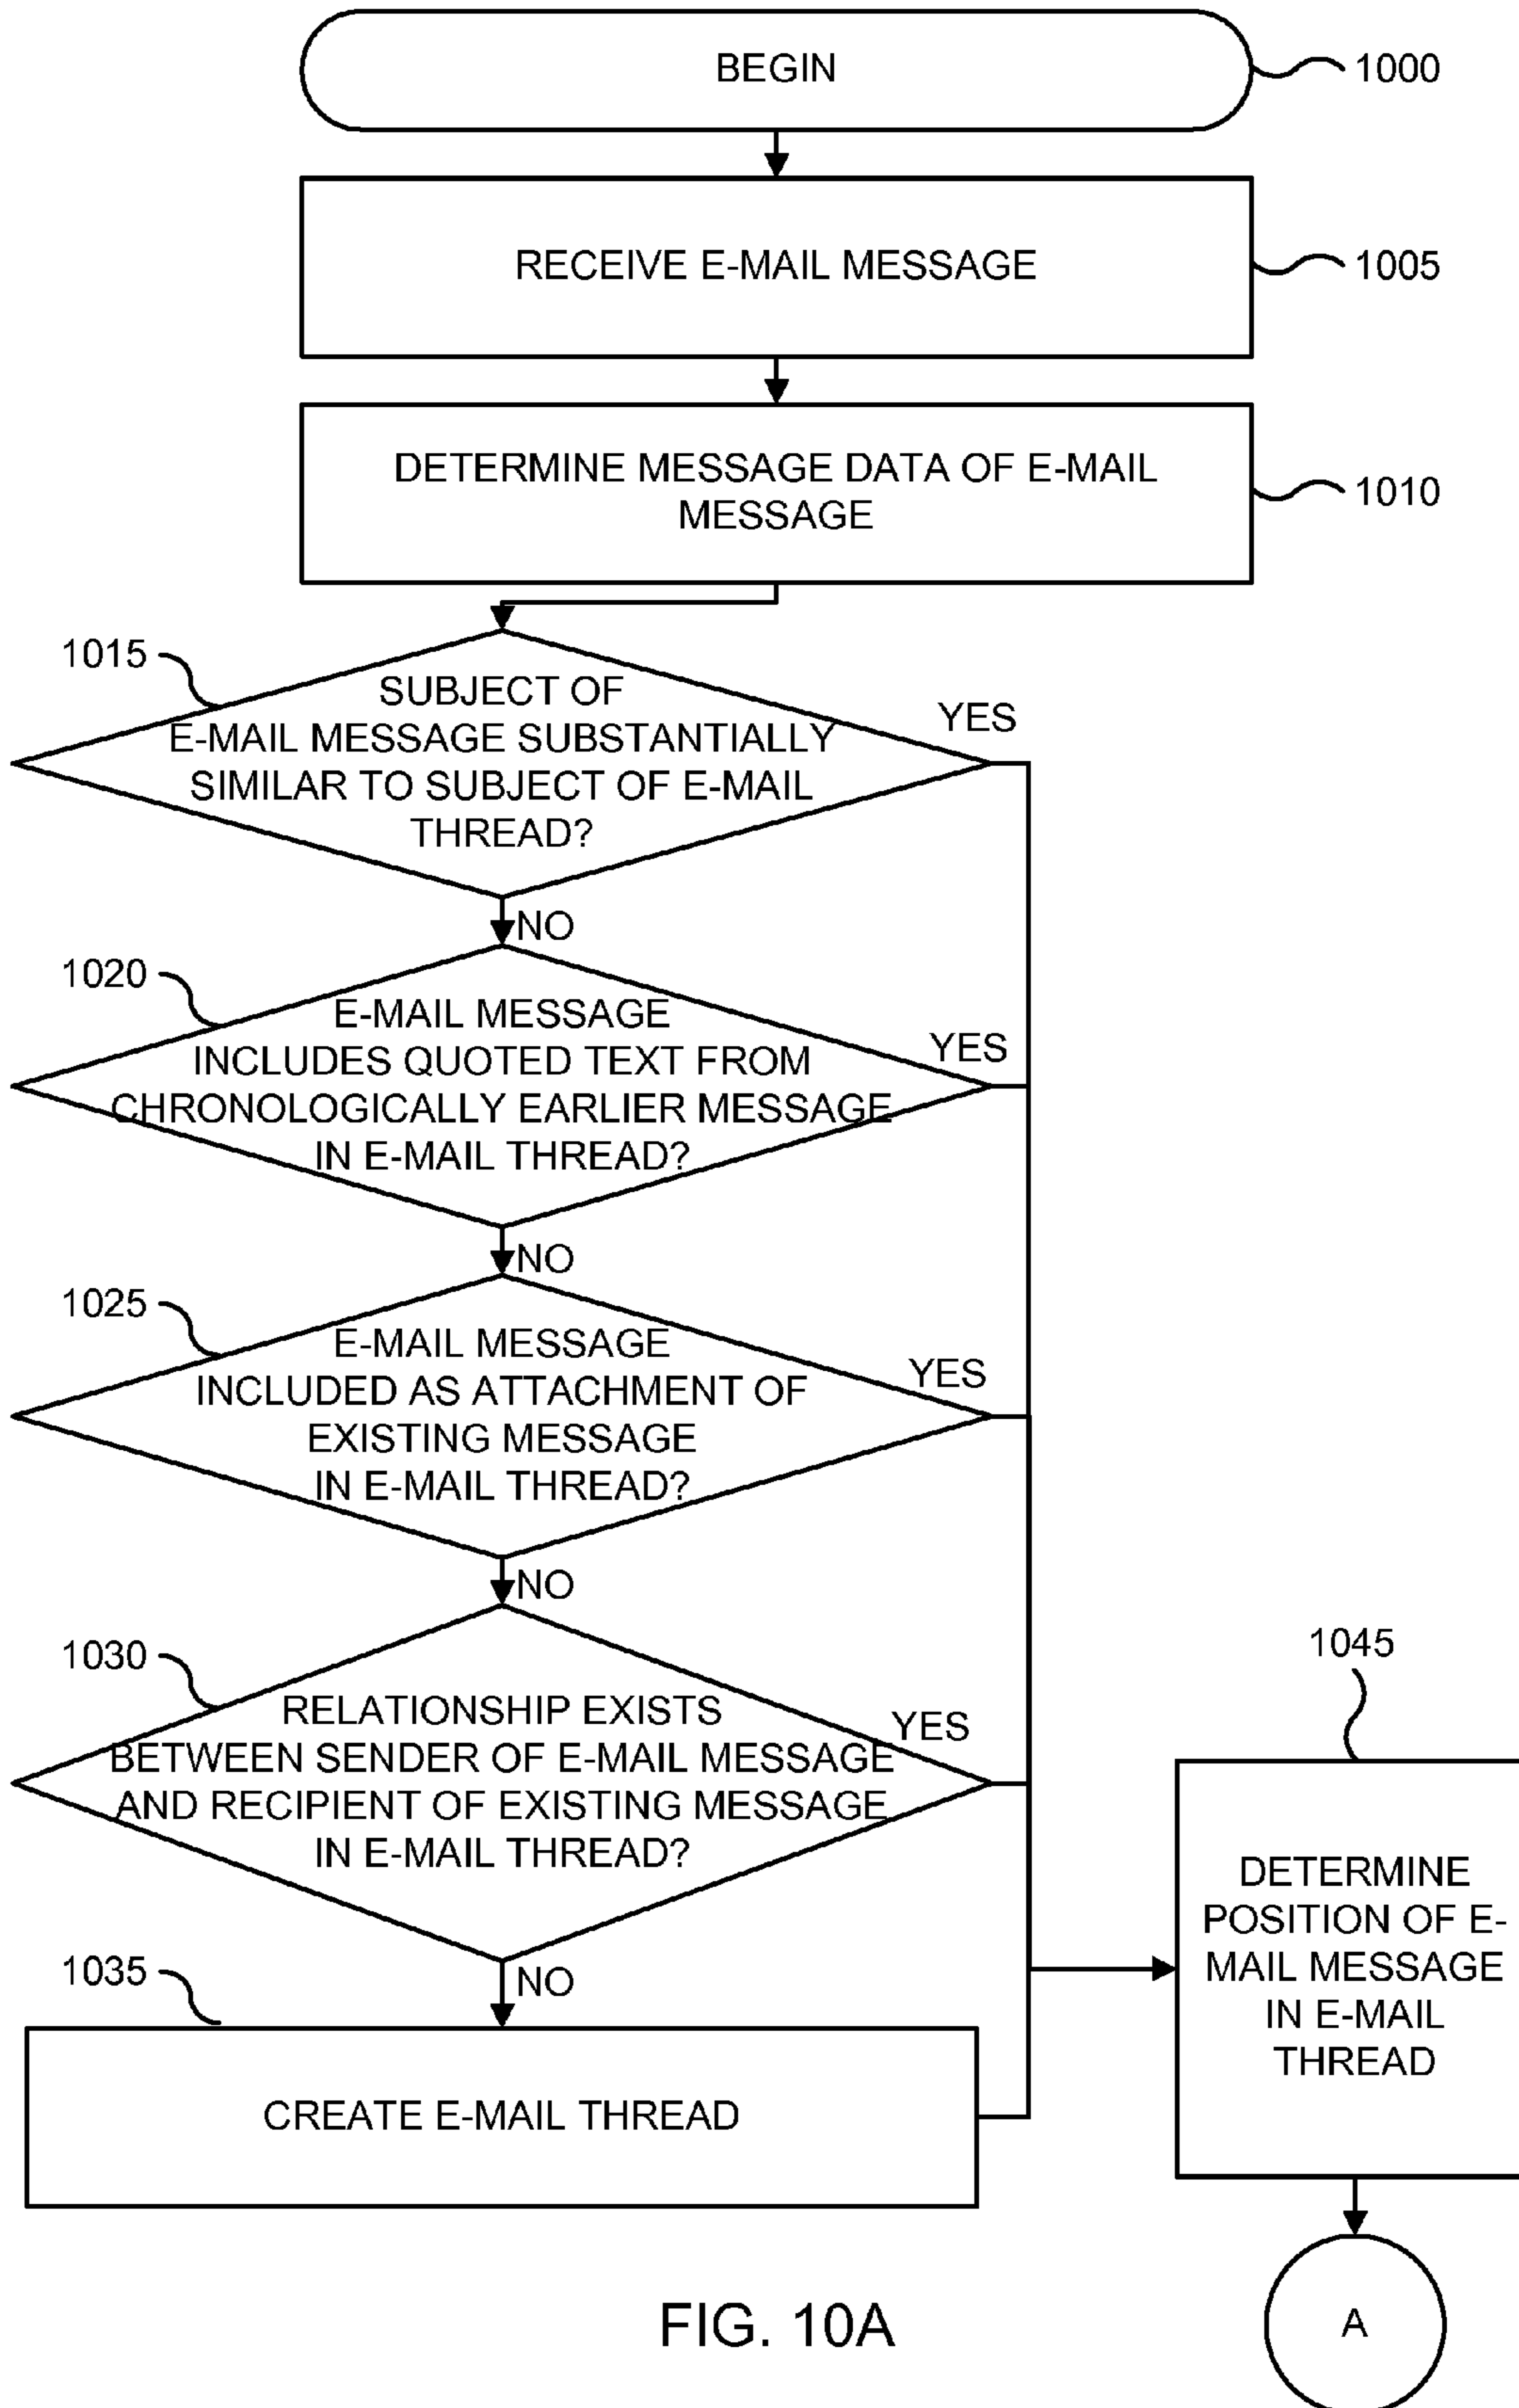 BEGIN
1000
RECEIVE E-MAIL MESSAGE
1005
DETERMINE MESSAGE DATA OF E-MAIL
MESSAGE
1010
1015
SUBJECT OF
E-MAIL MESSAGE SUBSTANTIALLY
SIMILAR TO SUBJECT OF E-MAIL
THREAD?
YES
NO
1020
E-MAIL MESSAGE
INCLUDES QUOTED TEXT FROM
CHRONOLOGICALLY EARLIER MESSAGE
IN E-MAIL THREAD?
YES
NO
1025
E-MAIL MESSAGE
INCLUDED AS ATTACHMENT OF
EXISTING MESSAGE
IN E-MAIL THREAD?
YES
NO
1030
RELATIONSHIP EXISTS
BETWEEN SENDER OF E-MAIL MESSAGE
AND RECIPIENT OF EXISTING MESSAGE
IN E-MAIL THREAD?
YES
NO
1035
CREATE E-MAIL THREAD
1045
DETERMINE
POSITION OF E-
MAIL MESSAGE
IN E-MAIL
THREAD
A
FIG. 10A